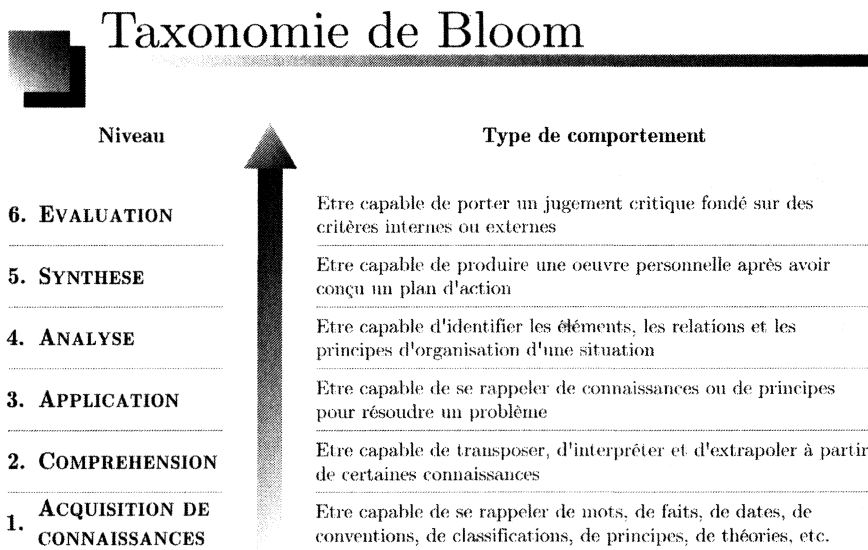 Taxonomie de Bloom
Niveau
Type de comportement
6. EVALUATION
Etre capable de porter un jugement critique fondé sur des
critères internes ou externes
5. SYNTHESE
Etre capable de produire une oeuvre personnelle après avoir
conçu un plan d'action
4. ANALYSE
Etre capable d'identifier les éléments, les relations et les
principes d'organisation d'une situation
3. APPLICATION
Etre capable de se rappeler de connaissances ou de principes
pour résoudre un problème
2. COMPREHENSION
Etre capable de transposer, d'interpréter et d'extrapoler à partir
de certaines connaissances
1. ACQUISITION DE
CONNAISSANCES
Etre capable de se rappeler de mots, de faits, de dates, de
conventions, de classifications, de principes, de théories, etc.